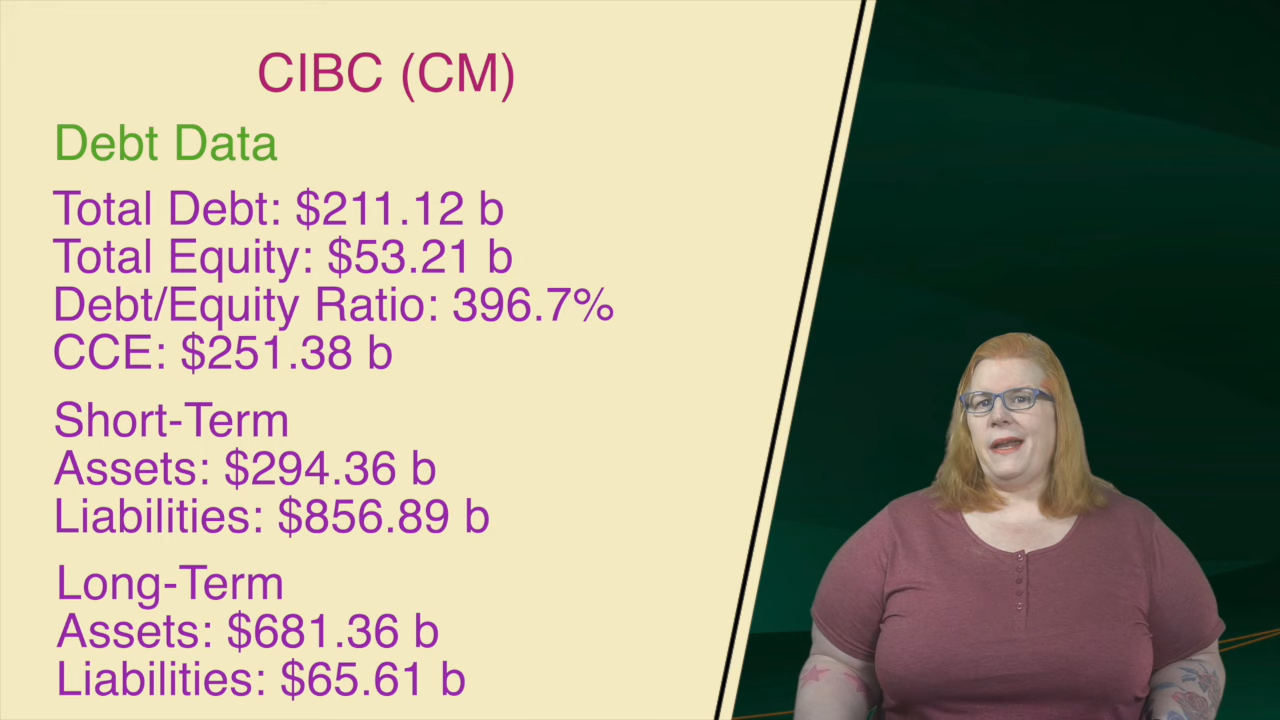 CIBC (CM)
Debt Data
Total Debt: $211.12 b
Total Equity: $53.21 b
Debt/Equity Ratio: 396.7%
CCE: $251.38 b
Short-Term
Assets: $294.36 b
Liabilities: $856.89 b
Long-Term
Assets: $681.36 b
Liabilities: $65.61 b